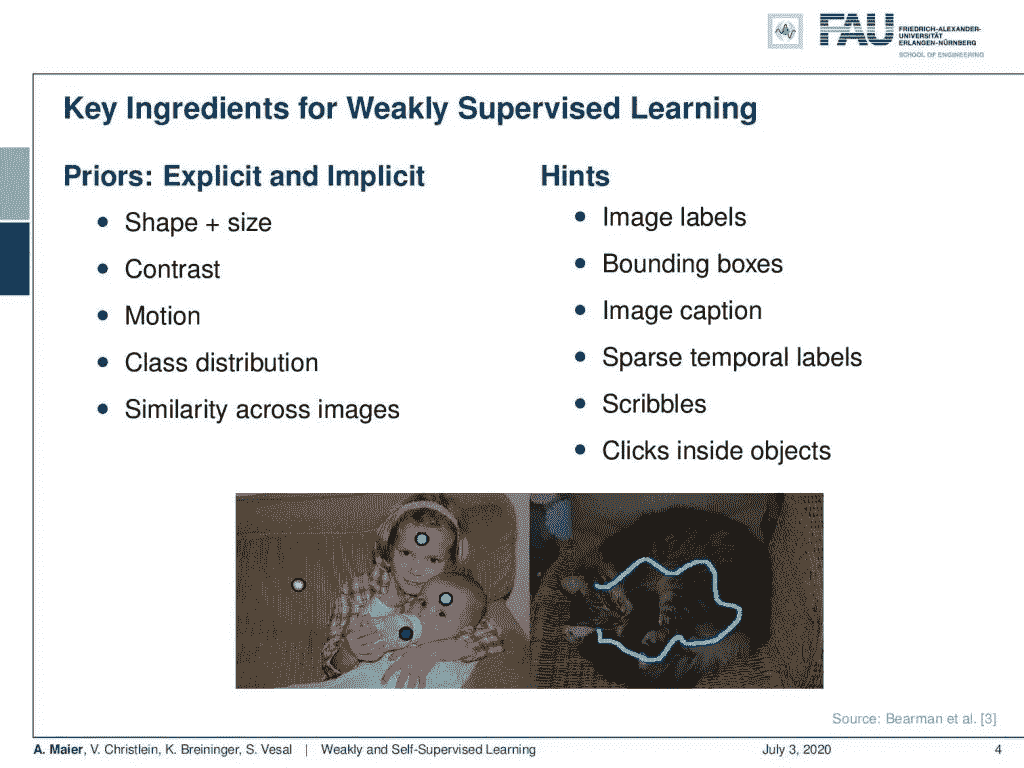 FAU
FRIEDRICH-ALEXANDER-
UNIVERSITÄT
ERLANGEN-NÜRNBERG
SCHOOL OF ENGINEERING
Key Ingredients for Weakly Supervised Learning
Priors: Explicit and Implicit
Shape + size
Contrast
Motion
Class distribution
Similarity across images
Hints
Image labels
Bounding boxes
Image caption
Sparse temporal labels
Scribbles
Clicks inside objects
Source: Bearman et al. [3]
A. Maier, V. Christlein, K. Breininger, S. Vesal | Weakly and Self-Supervised Learning July 3, 2020 4